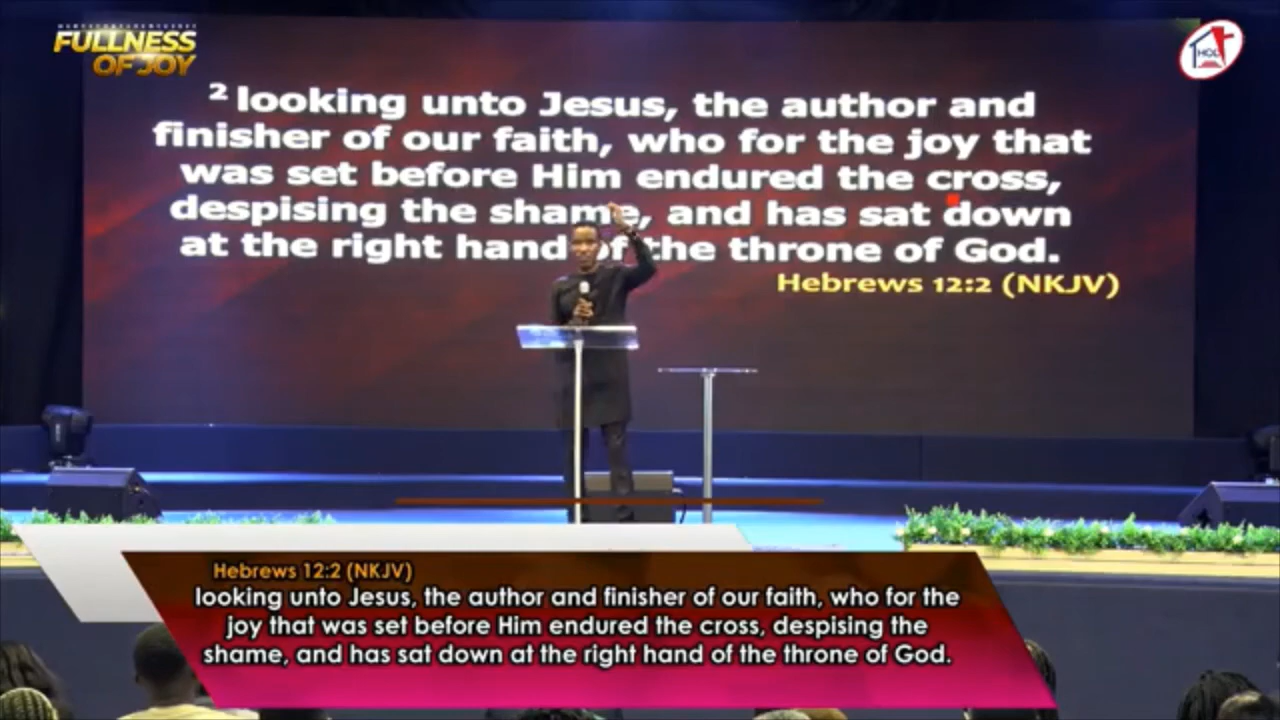 FULLNESS
OF JOY
HOL
2 looking unto Jesus, the author and
finisher of our faith, who for the joy that
was set before Him endured the cross,
despising the shame, and has sat down
at the right hand of the throne of God.
Hebrews 12:2 (NKJV)
Hebrews 12:2 (NKJV)
looking unto Jesus, the author and finisher of our faith, who for the
joy that was set before Him endured the cross, despising the
shame, and has sat down at the right hand of the throne of God.